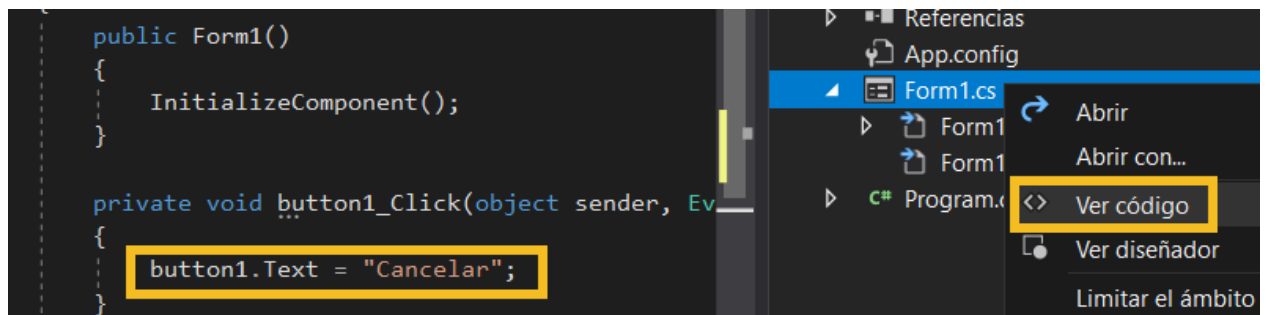 public Form1()
{
InitializeComponent();
}
private void button1_Click(object sender, Ev
{
button1.Text = "Cancelar";
}
Referencias
App.config
Form1.cs
Form1
Form1
C# Program.c
Abrir
Abrir con...
<> Ver código
Ver diseñador
Limitar el ámbito